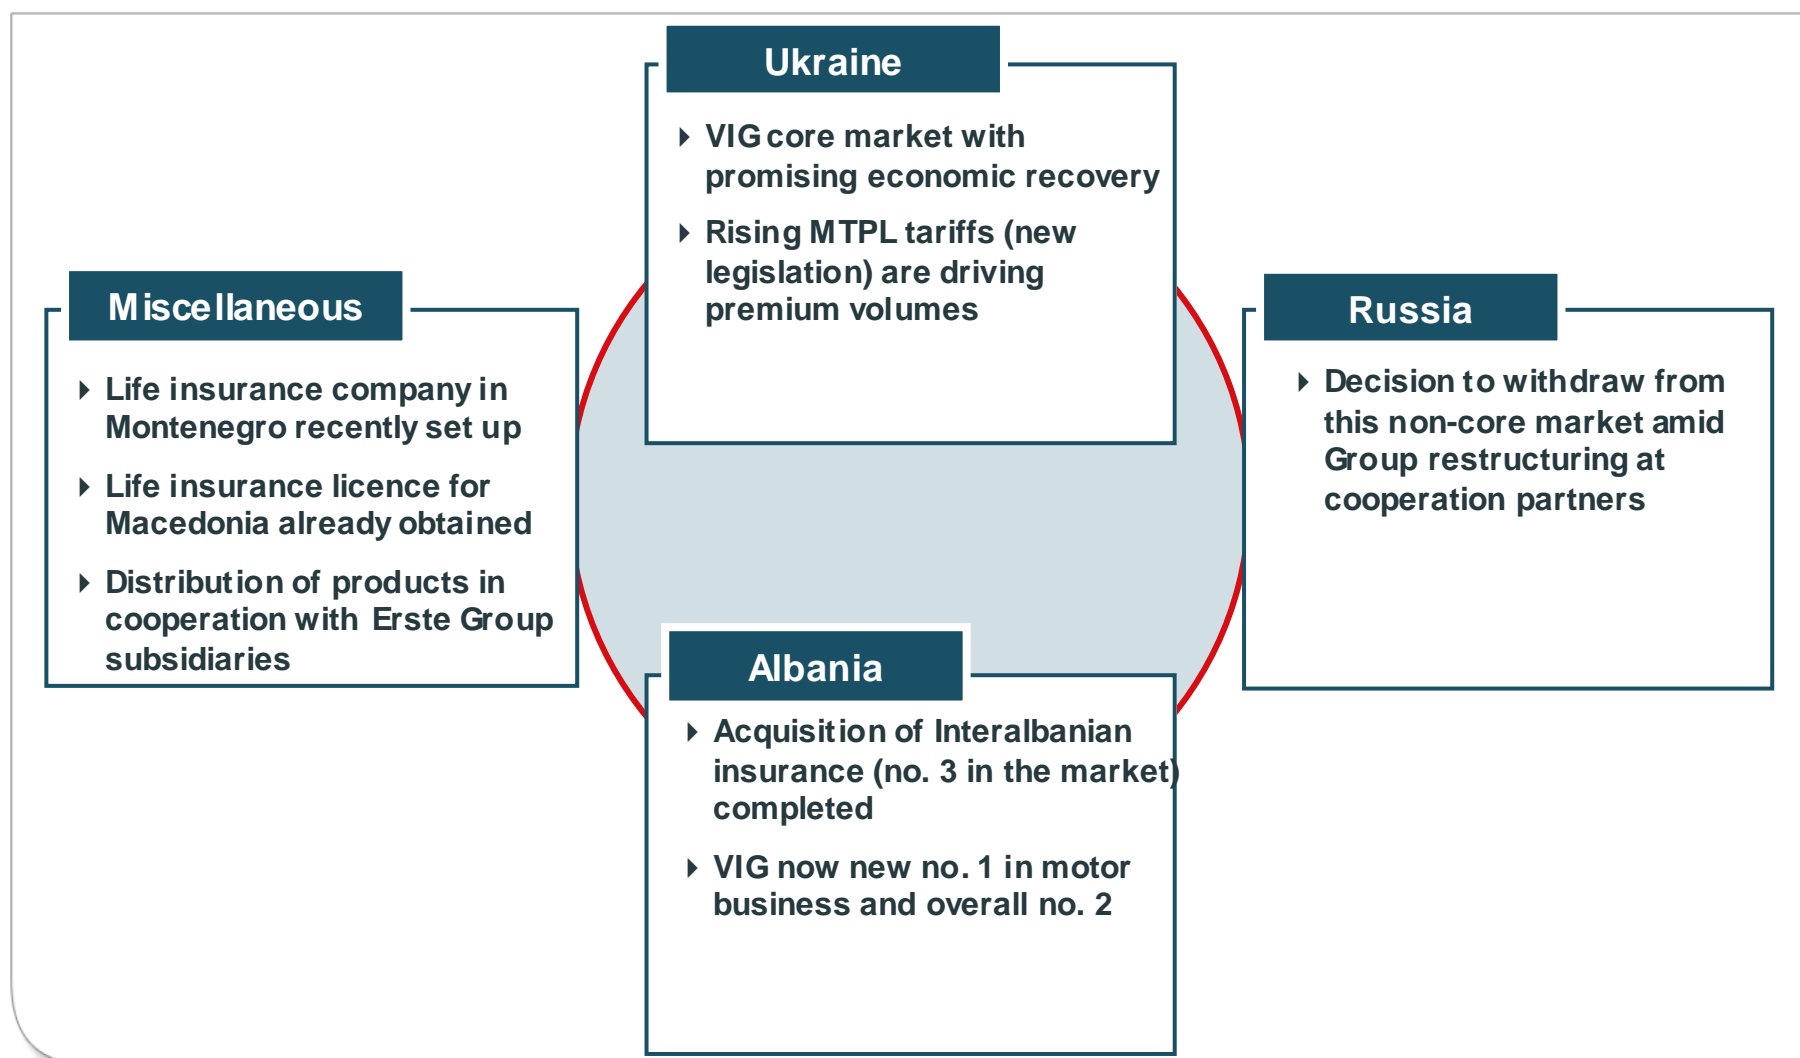 Ukraine
VIG core market with
promising economic recovery
Rising MTPL tariffs (new
legislation) are driving
premium volumes
Miscellaneous
Life insurance company in
Montenegro recently set up
Life insurance licence for
Macedonia already obtained
Distribution of products in
cooperation with Erste Group
subsidiaries
Russia
Decision to withdraw from
this non-core market amid
Group restructuring at
cooperation partners
Albania
Acquisition of Interalbanian
insurance (no. 3 in the market)
completed
VIG now new no. 1 in motor
business and overall no. 2